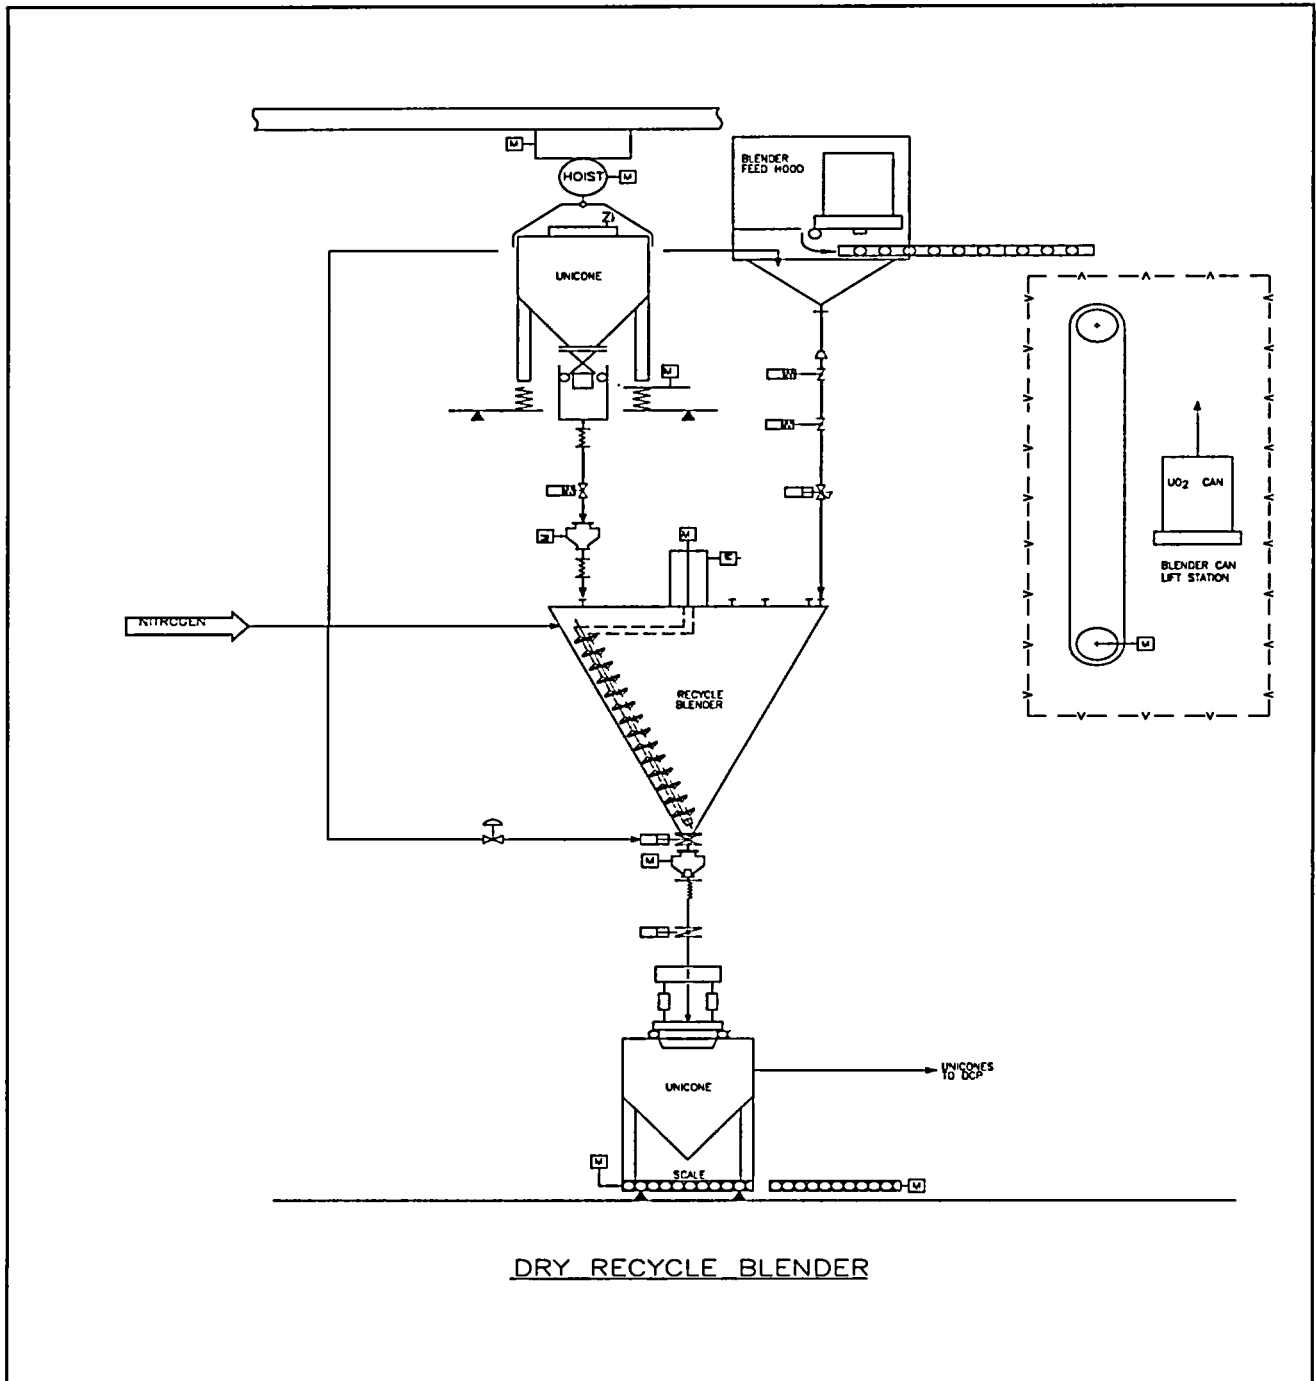 M
HOIST
M
BLENDER
FEED HOOD
UNICONE
M
UO2 CAN
BLENDER CAN
LIFT STATION
M
M
NITROGEN
RECYCLE
BLENDER
M
UNICONE
UNICONES
TO DCP
M
SCALE
M
DRY RECYCLE BLENDER